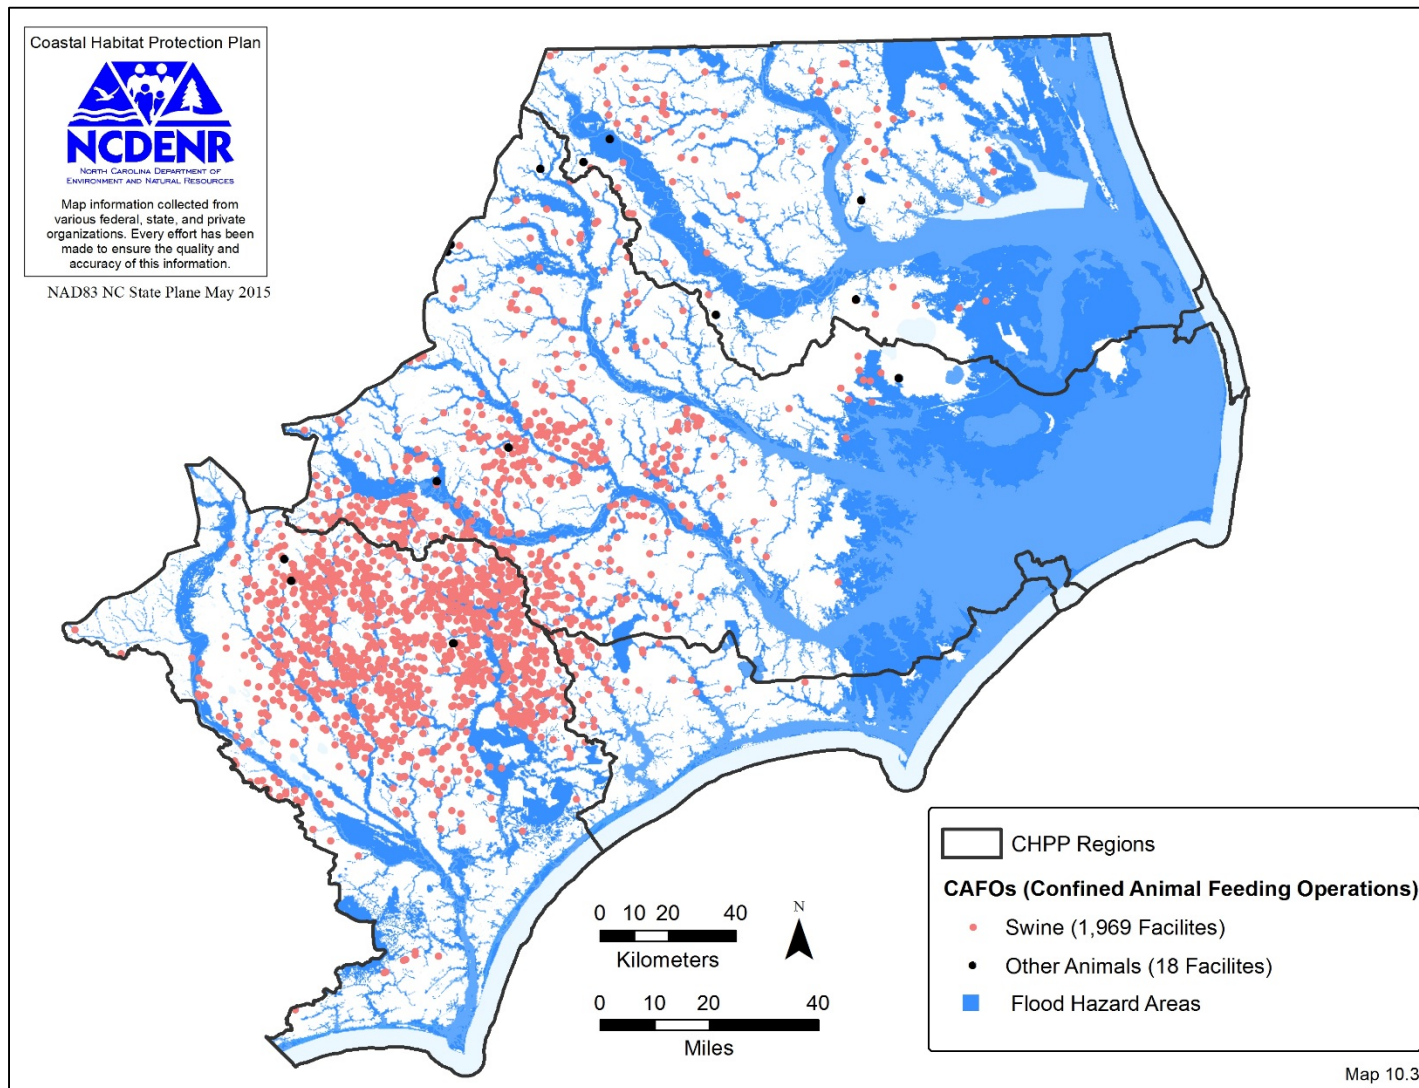 Coastal Habitat Protection Plan
NCDENR
NORTH CAROLINA DEPARTMENT OF
ENVIRONMENT AND NATURAL RESOURCES
Map information collected from
various federal, state, and private
organizations. Every effort has been
made to ensure the quality and
accuracy of this information.
NAD83 NC State Plane May 2015
CHPP Regions
CAFOs (Confined Animal Feeding Operations)
Swine (1,969 Facilites)
Other Animals (18 Facilites)
Flood Hazard Areas
0 10 20 40
Kilometers
N
0 10 20 40
Miles
Map 10.3